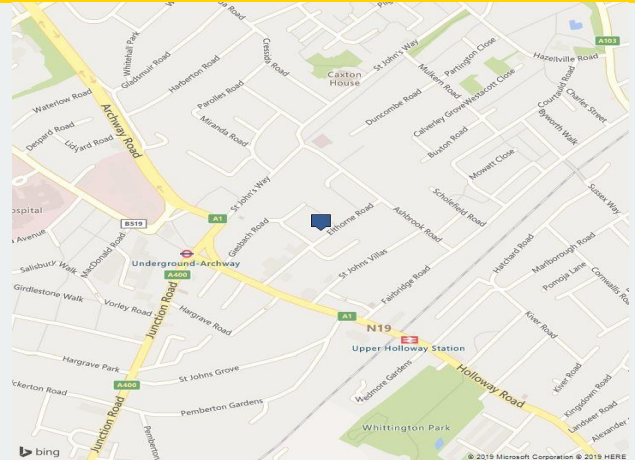 Whitehall Park
Gladsmuir Road
Harberton Road
Cressida Road
Caxton
House
St John's Way
Mulkern Road
Partington Close
A103
Hazellville Road
Waterlow Road
Archway Road
Parolles Road
Miranda Road
Duncombe Road
Calverley Grove
Westacott Close
Courtauld Road
Charles Street
Byworth Walk
Buxton Road
Despard Road
Lidyard Road
Mowatt Close
Sussex Way
St John's Way
Scholefield Road
Ashbrook Road
ospital
B519
A1
Giesbach Road
Elthorne Road
Avenue
MacDonald Road
Salisbury Walk
Underground-Archway
A400
St Johns Villas
Fairbridge Road
Hatchard Road
Marlborough Road
Pomoja Lane
Cornwallis
Girdlestone Walk
Vorley Road
Junction Road
Hargrave Road
A1
N19
Upper Holloway Station
Kiver Road
Hargrave Park
St Johns Grove
Holloway Road
A400
ckerton Road
Pemberton Gardens
Wedmore Gardens
Kiver Road
Kingsdown Road
Landseer Road
Alexander
Junction Road
Pemberton
Whittington Park
bing
© 2019 Microsoft Corporation © 2019 HERE